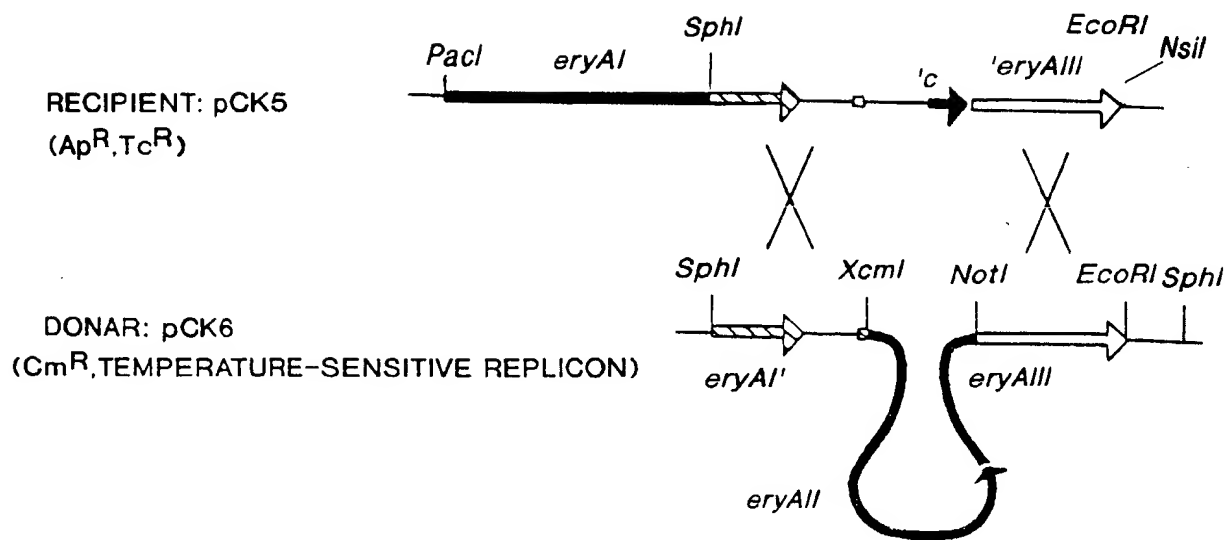 EcoRI
SphI
NsiI
PacI
eryAI
'c
'eryAIII
RECIPIENT: pCK5
(ApR,TcR)
SphI
XcmI
NotI
EcoRI
SphI
DONAR: pCK6
(CmR,TEMPERATURE-SENSITIVE REPLICON)
eryAI'
eryAIII
eryAII